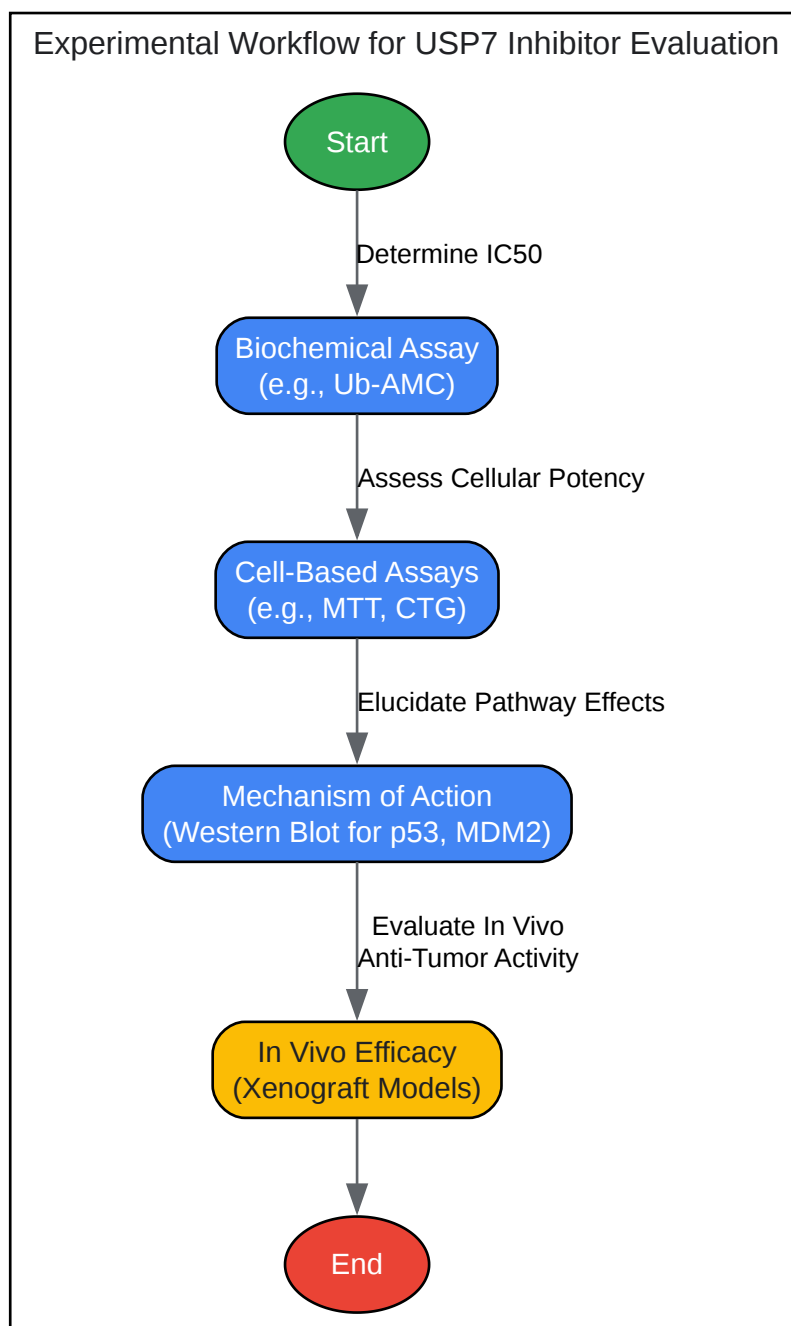 Experimental Workflow for USP7 Inhibitor Evaluation
Start
Determine IC50
Biochemical Assay
(e.g., Ub-AMC)
Assess Cellular Potency
Cell-Based Assays
(e.g., MTT, CTG)
Elucidate Pathway Effects
Mechanism of Action
(Western Blot for p53, MDM2)
Evaluate In Vivo
Anti-Tumor Activity
In Vivo Efficacy
(Xenograft Models)
End